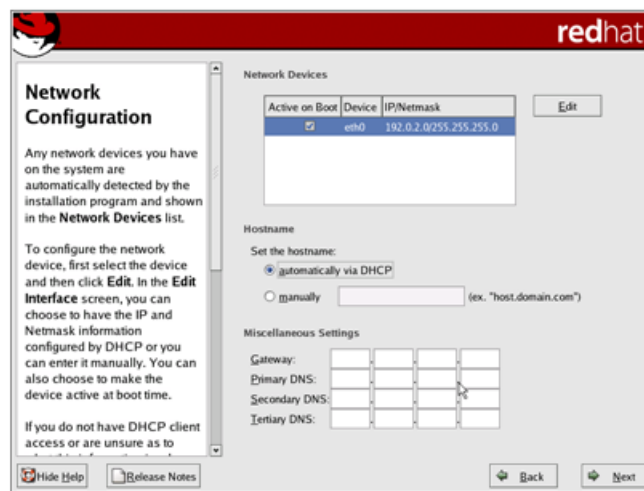 redhat
Network
Configuration
Any network devices you have
on the system are
automatically detected by the
installation program and shown
in the Network Devices list.
To configure the network
device, first select the device
and then click Edit. In the Edit
Interface screen, you can
choose to have the IP and
Netmask information
configured by DHCP or you
can enter it manually. You can
also choose to make the
device active at boot time.
If you do not have DHCP client
access or are unsure as to
Hide Help
Release Notes
Network Devices
Active on Boot Device IP/Netmask
eth0 192.0.2.0/255.255.255.0
Edit
Hostname
Set the hostname:
automatically via DHCP
manually (ex. "host.domain.com")
Miscellaneous Settings
Gateway:
Primary DNS:
Secondary DNS:
Tertiary DNS:
Back
Next